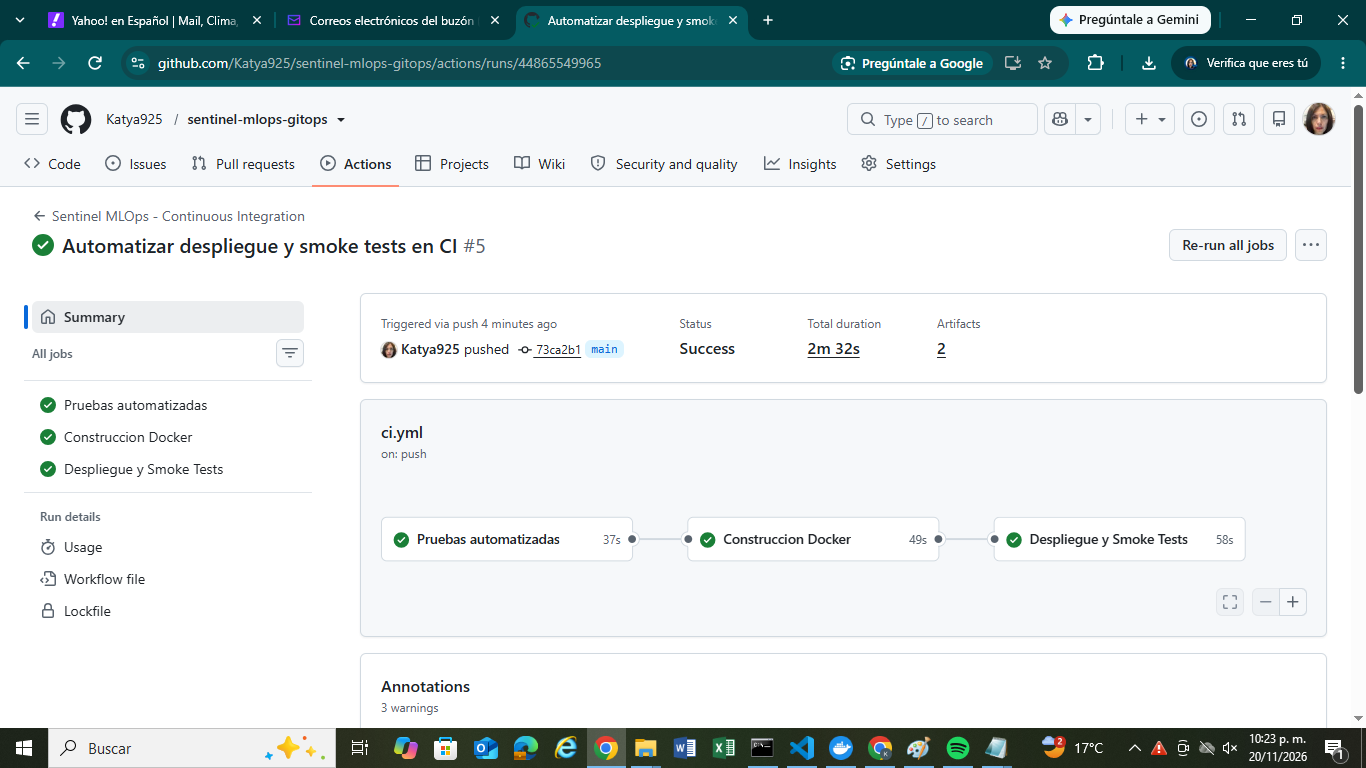 Yahoo! en Español | Mail, Clima,
Correos electrónicos del buzón
Automatizar despliegue y smok
Pregúntale a Gemini
github.com/Katya925/sentinel-mlops-gitops/actions/runs/44865549965
Pregúntale a Google
Verifica que eres tú
Katya925 / sentinel-mlops-gitops
Type / to search
Code
Issues
Pull requests
Actions
Projects
Wiki
Security and quality
Insights
Settings
Sentinel MLOps - Continuous Integration
Automatizar despliegue y smoke tests en CI #5
Re-run all jobs
Summary
All jobs
Pruebas automatizadas
Construccion Docker
Despliegue y Smoke Tests
Run details
Usage
Workflow file
Lockfile
Triggered via push 4 minutes ago
Katya925 pushed 73ca2b1 main
Status
Success
Total duration
2m 32s
Artifacts
2
ci.yml
on: push
Pruebas automatizadas 37s
Construccion Docker 49s
Despliegue y Smoke Tests 58s
Annotations
3 warnings
Buscar
2
17°C
10:23 p. m.
20/11/2026
1